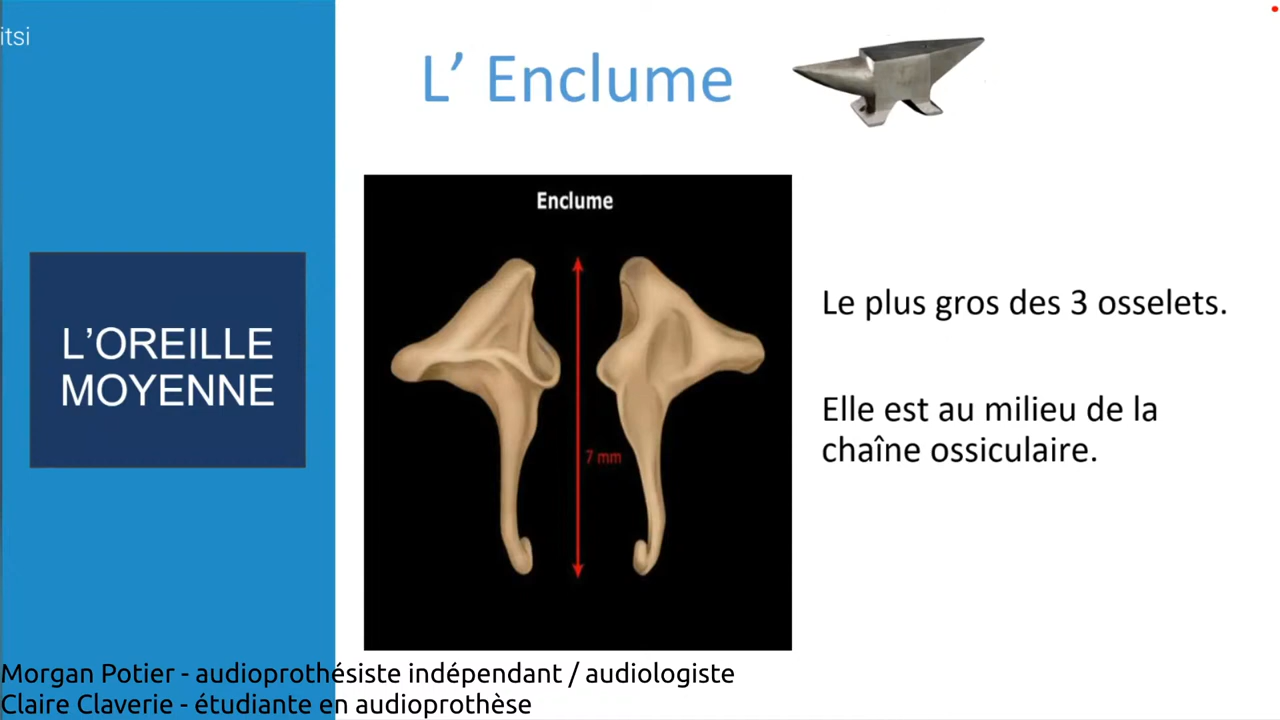 itsi
L’ Enclume
Enclume
L’OREILLE
MOYENNE
7 mm
Le plus gros des 3 osselets.
Elle est au milieu de la
chaîne ossiculaire.
Morgan Potier - audioprothésiste indépendant / audiologiste
Claire Claverie - étudiante en audioprothèse